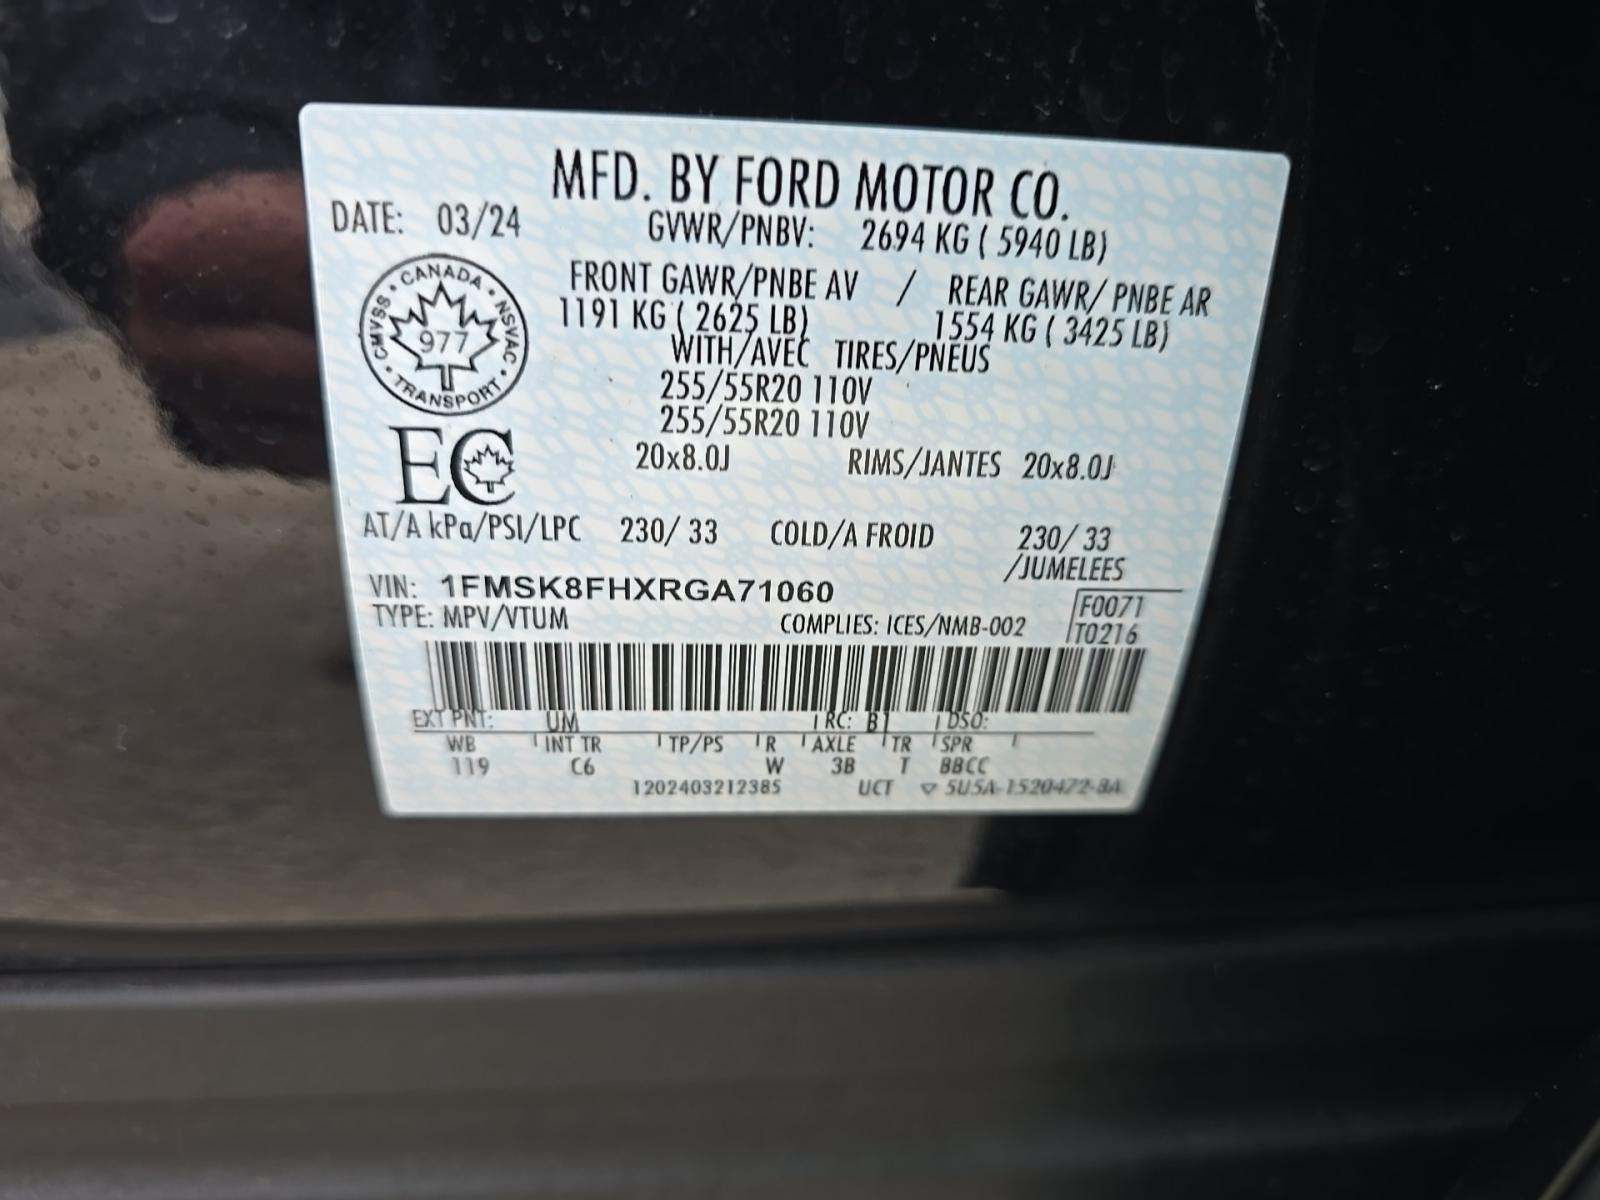 MFD. BY FORD MOTOR CO.
DATE: 03/24 GVWR/PNBV: 2694 KG ( 5940 LB)
FRONT GAWR/PNBE AV / REAR GAWR/ PNBE AR
1191 KG ( 2625 LB) 1554 KG ( 3425 LB)
WITH/AVEC TIRES/PNEUS
255/55R20 110V
255/55R20 110V
CANADA · NSVAC · TRANSPORT · CMVSS ·
977
EC
20x8.0J RIMS/JANTES 20x8.0J
AT/A kPa/PSI/LPC 230/ 33 COLD/A FROID 230/ 33
/JUMELEES
VIN: 1FMSK8FHXRGA71060
TYPE: MPV/VTUM COMPLIES: ICES/NMB-002
F0071
T0216
EXT PNT: UM RC: B1 DSO:
WB INT TR TP/PS R AXLE TR SPR
119 C6 W 3B T BBCC
1202403212385 UCT ▽ 5U5A-1520472-BA